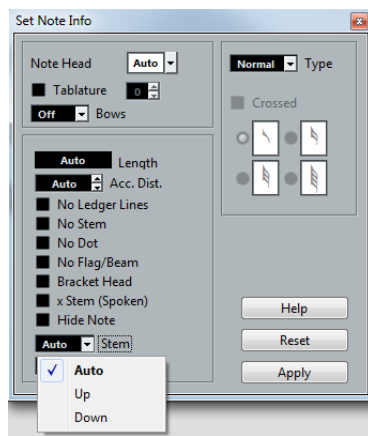 Set Note Info
Note Head Auto
Tablature 0
Off Bows
Auto Length
Auto Acc. Dist.
No Ledger Lines
No Stem
No Dot
No Flag/Beam
Bracket Head
x Stem (Spoken)
Hide Note
Auto Stem
Auto
Up
Down
Normal Type
Crossed
Help
Reset
Apply